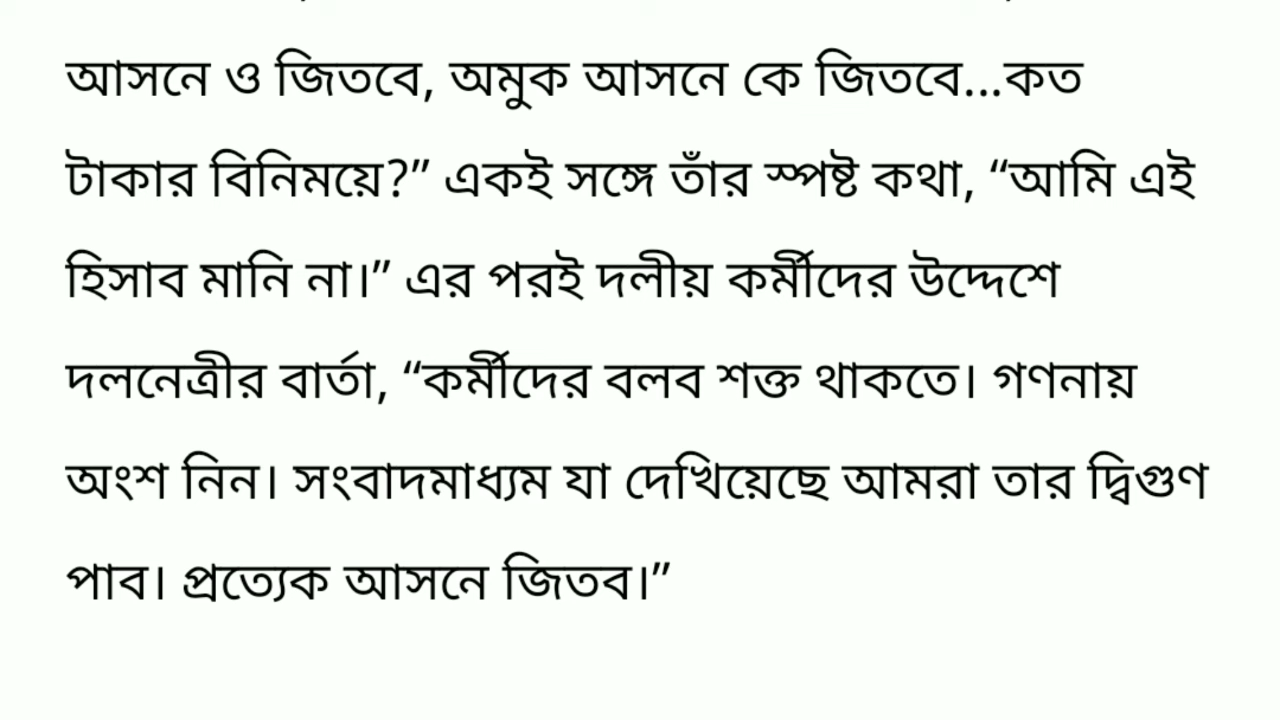 আসনে ও জিতবে, অমুক আসনে কে জিতবে...কত
টাকার বিনিময়ে?” একই সঙ্গে তাঁর স্পষ্ট কথা, “আমি এই
হিসাব মানি না।” এর পরই দলীয় কর্মীদের উদ্দেশে
দলনেত্রীর বার্তা, “কর্মীদের বলব শক্ত থাকতে। গণনায়
অংশ নিন। সংবাদমাধ্যম যা দেখিয়েছে আমরা তার দ্বিগুণ
পাব। প্রত্যেক আসনে জিতব।”